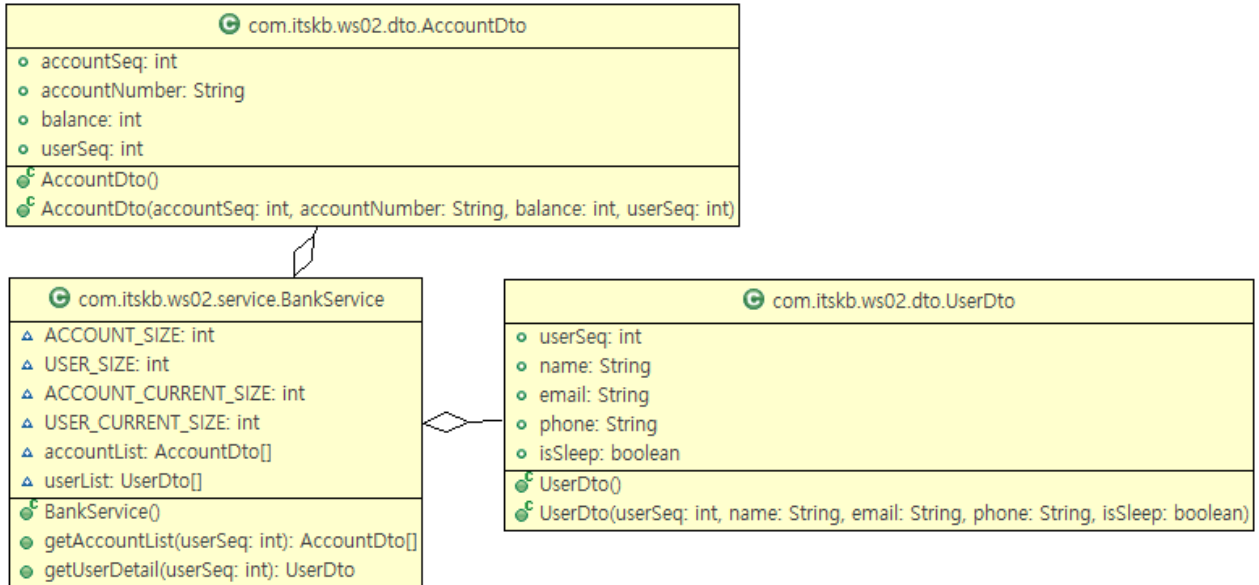 com.itskb.ws02.dto.AccountDto
accountSeq: int
accountNumber: String
balance: int
userSeq: int
AccountDto()
AccountDto(accountSeq: int, accountNumber: String, balance: int, userSeq: int)
com.itskb.ws02.service.BankService
ACCOUNT_SIZE: int
USER_SIZE: int
ACCOUNT_CURRENT_SIZE: int
USER_CURRENT_SIZE: int
accountList: AccountDto[]
userList: UserDto[]
BankService()
getAccountList(userSeq: int): AccountDto[]
getUserDetail(userSeq: int): UserDto
com.itskb.ws02.dto.UserDto
userSeq: int
name: String
email: String
phone: String
isSleep: boolean
UserDto()
UserDto(userSeq: int, name: String, email: String, phone: String, isSleep: boolean)